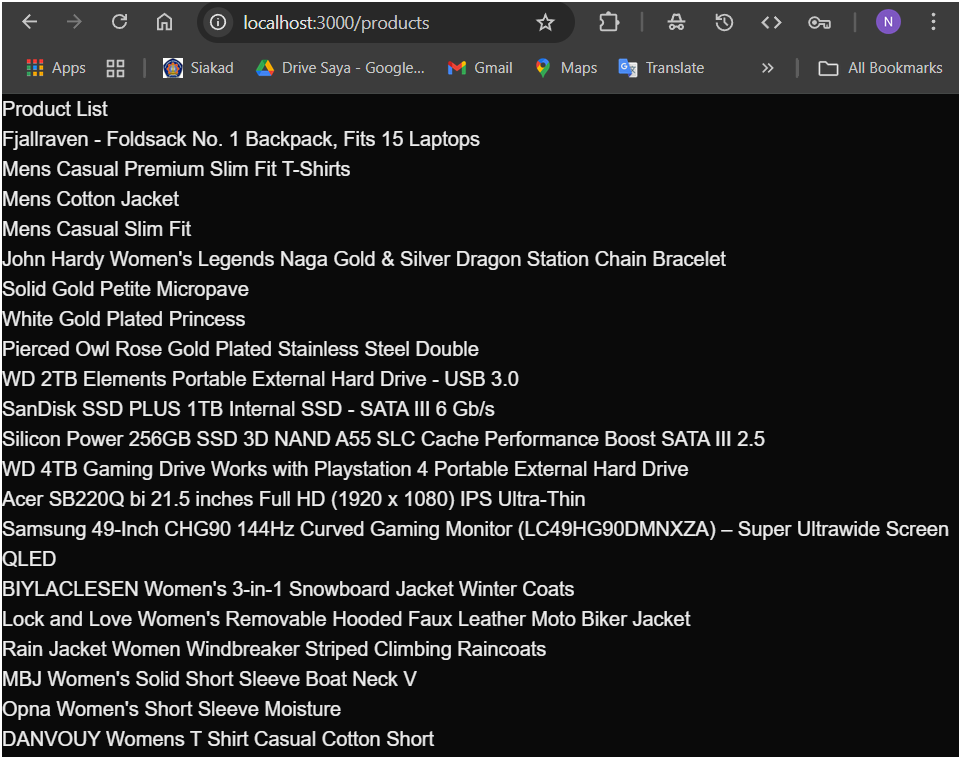 localhost:3000/products
N
Apps
Siakad
Drive Saya - Google...
Gmail
Maps
Translate
All Bookmarks
Product List
Fjallraven - Foldsack No. 1 Backpack, Fits 15 Laptops
Mens Casual Premium Slim Fit T-Shirts
Mens Cotton Jacket
Mens Casual Slim Fit
John Hardy Women's Legends Naga Gold & Silver Dragon Station Chain Bracelet
Solid Gold Petite Micropave
White Gold Plated Princess
Pierced Owl Rose Gold Plated Stainless Steel Double
WD 2TB Elements Portable External Hard Drive - USB 3.0
SanDisk SSD PLUS 1TB Internal SSD - SATA III 6 Gb/s
Silicon Power 256GB SSD 3D NAND A55 SLC Cache Performance Boost SATA III 2.5
WD 4TB Gaming Drive Works with Playstation 4 Portable External Hard Drive
Acer SB220Q bi 21.5 inches Full HD (1920 x 1080) IPS Ultra-Thin
Samsung 49-Inch CHG90 144Hz Curved Gaming Monitor (LC49HG90DMNXZA) – Super Ultrawide Screen
QLED
BIYLACLESEN Women's 3-in-1 Snowboard Jacket Winter Coats
Lock and Love Women's Removable Hooded Faux Leather Moto Biker Jacket
Rain Jacket Women Windbreaker Striped Climbing Raincoats
MBJ Women's Solid Short Sleeve Boat Neck V
Opna Women's Short Sleeve Moisture
DANVOUY Womens T Shirt Casual Cotton Short